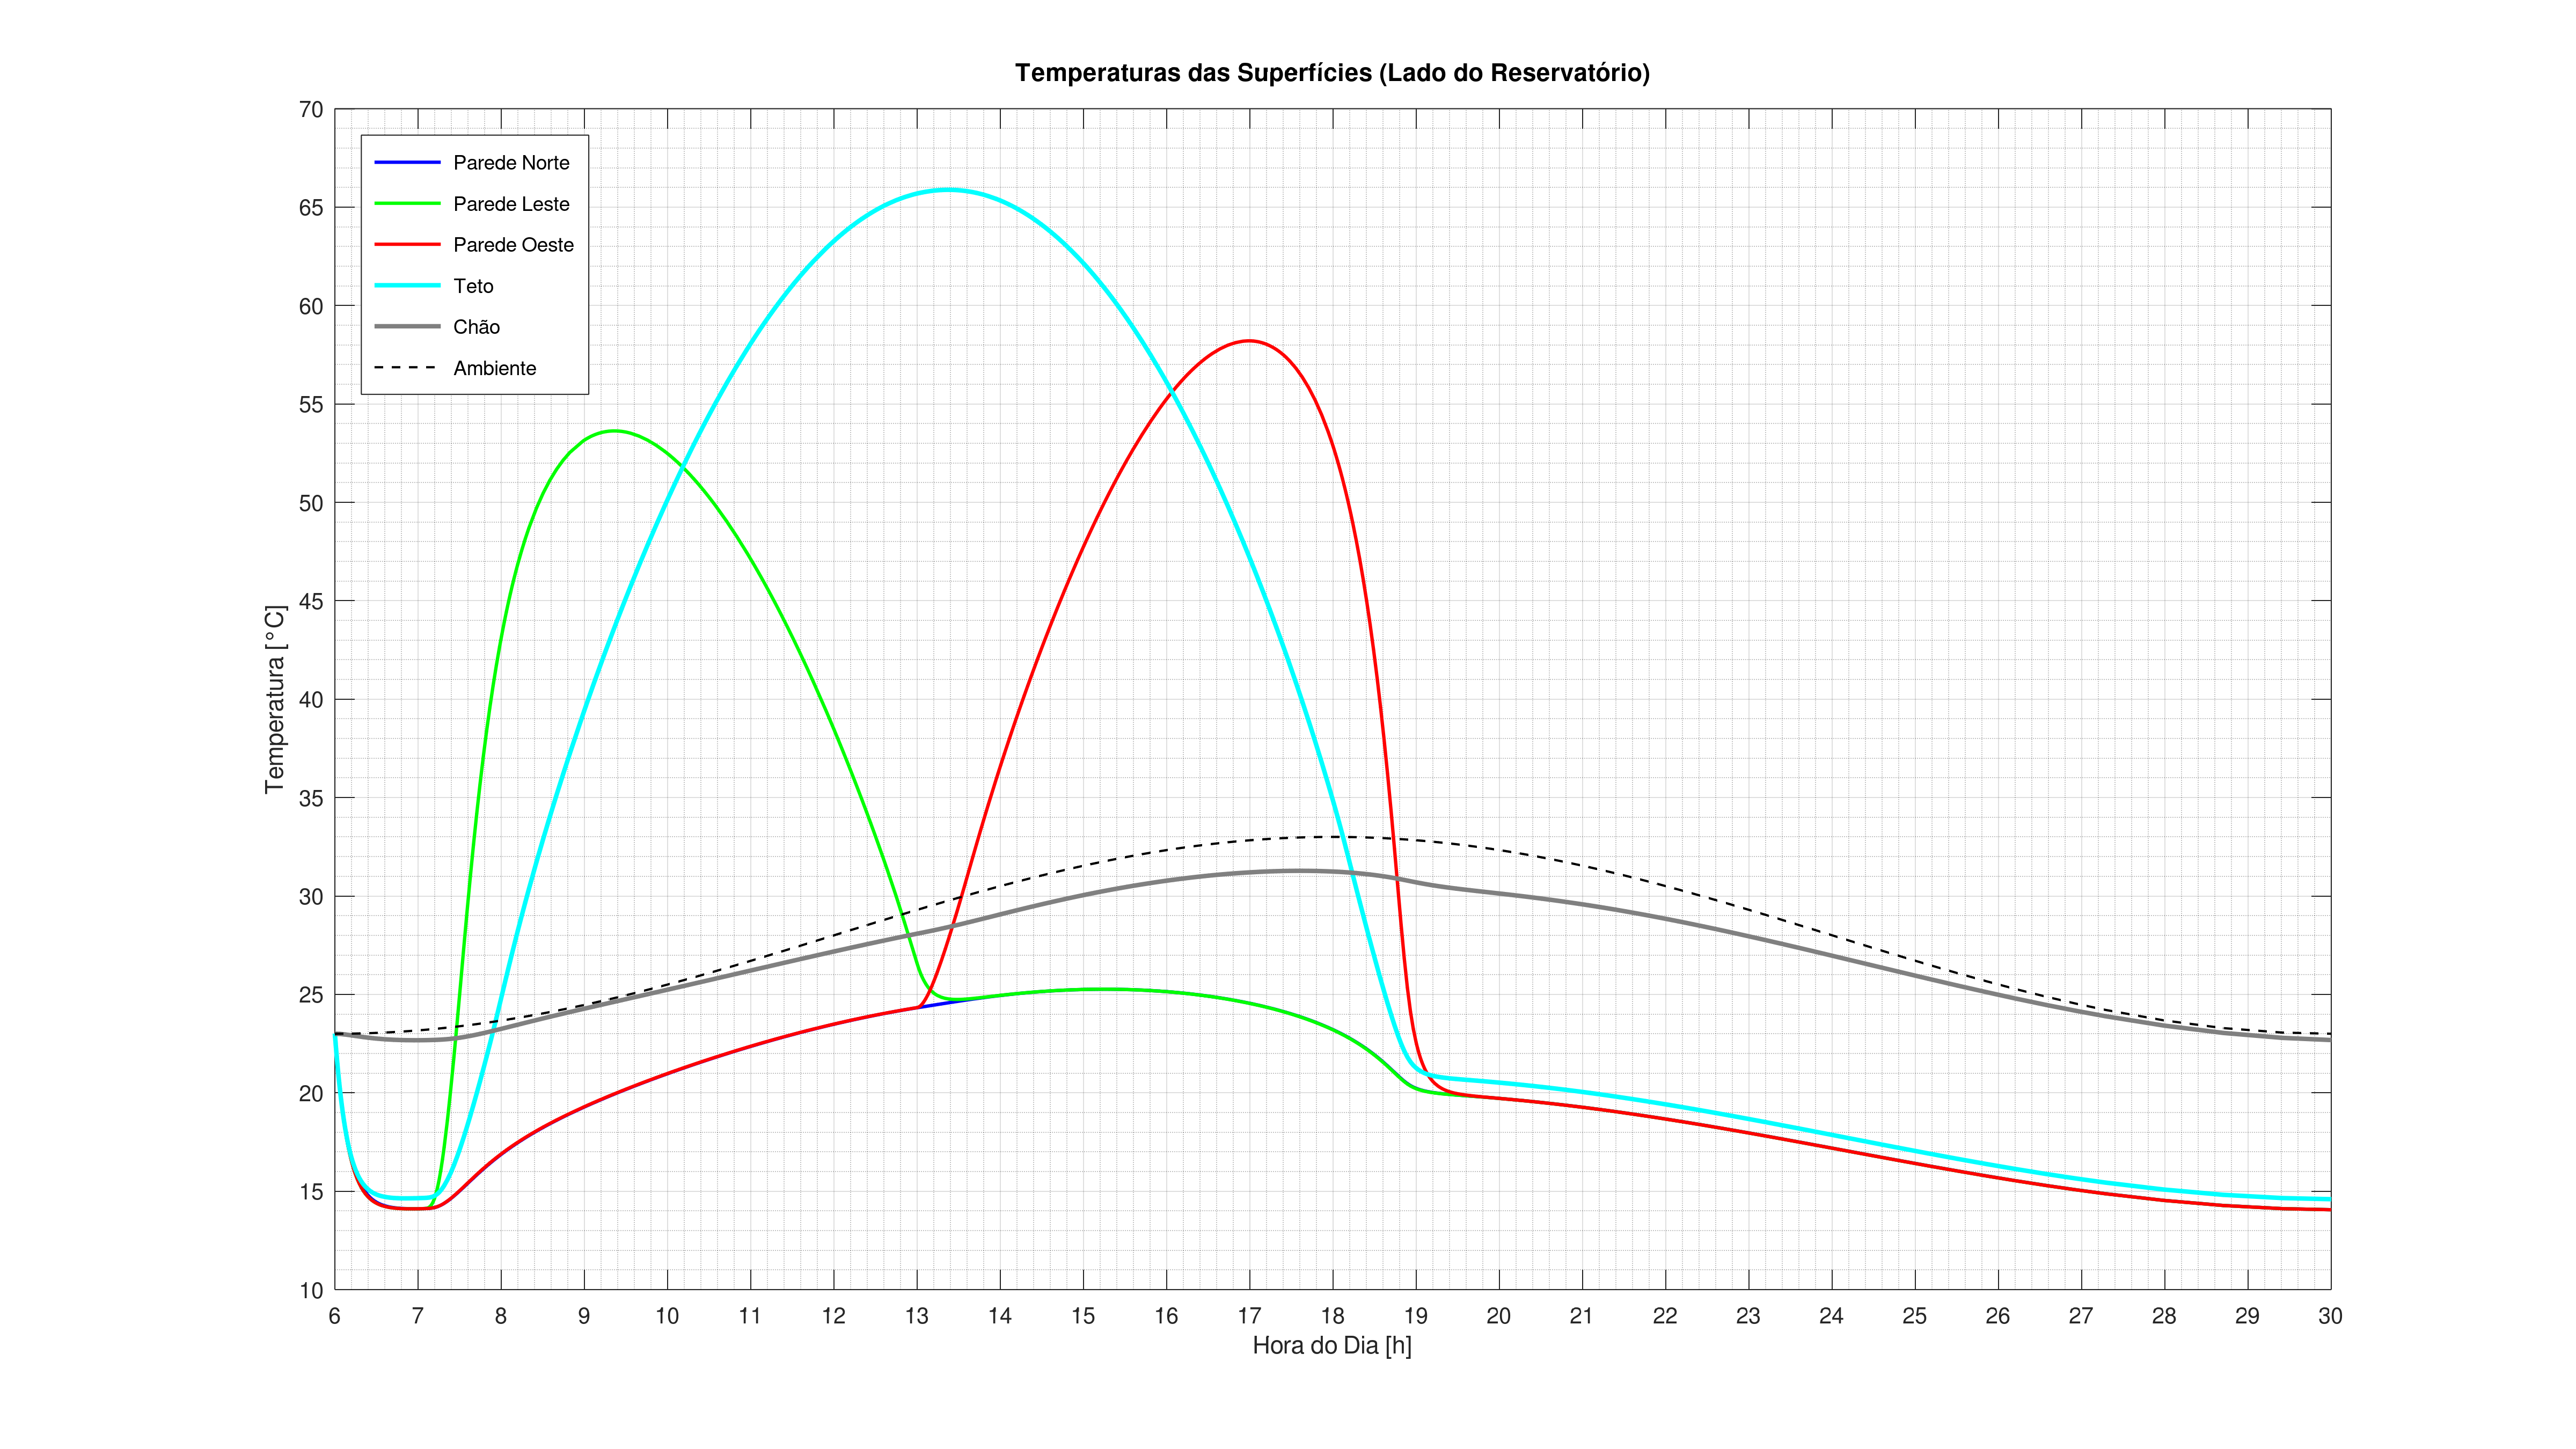 Temperaturas das Superfícies (Lado do Reservatório)
70
65
60
55
50
45
40
35
30
25
20
15
10
Temperatura [°C]
Parede Norte
Parede Leste
Parede Oeste
Teto
Chão
Ambiente
6 7 8 9 10 11 12 13 14 15 16 17 18 19 20 21 22 23 24 25 26 27 28 29 30
Hora do Dia [h]